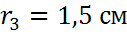 r₃ = 1,5 см